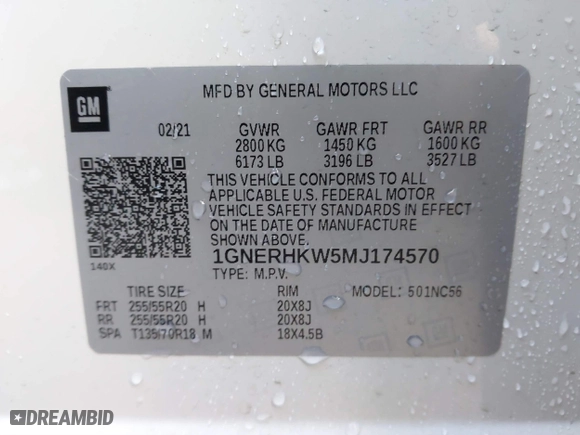 GM
MFD BY GENERAL MOTORS LLC
02/21 GVWR GAWR FRT GAWR RR
2800 KG 1450 KG 1600 KG
6173 LB 3196 LB 3527 LB
THIS VEHICLE CONFORMS TO ALL
APPLICABLE U.S. FEDERAL MOTOR
VEHICLE SAFETY STANDARDS IN EFFECT
ON THE DATE OF MANUFACTURE
SHOWN ABOVE.
140X
1GNERHKW5MJ174570
TYPE: M.P.V.
TIRE SIZE RIM MODEL: 501NC56
FRT 255/55R20 H 20X8J
RR 255/55R20 H 20X8J
SPA T135/70R18 M 18X4.5B
DREAMBID